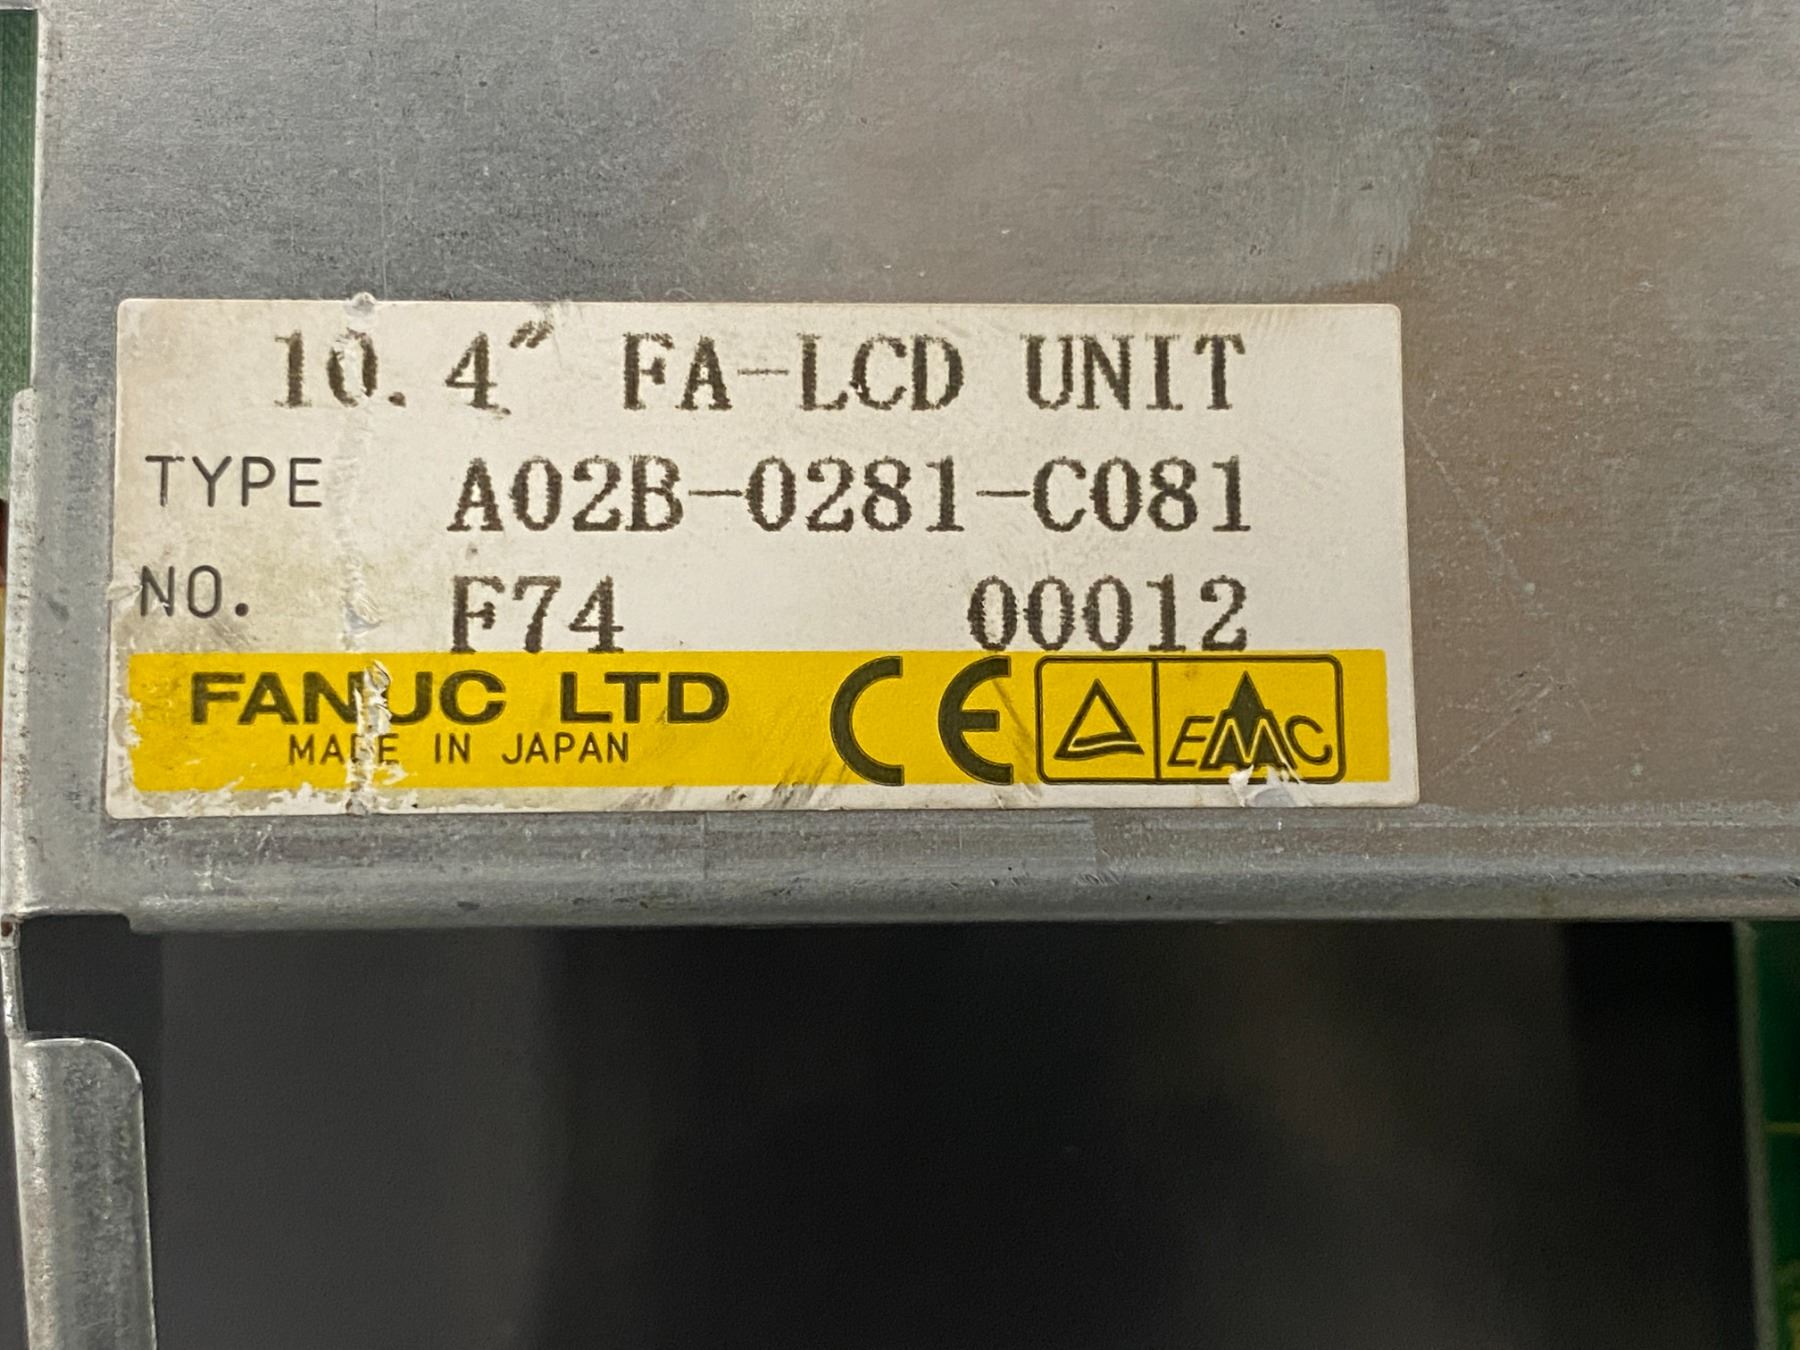 10.4″ FA-LCD UNIT
TYPE A02B-0281-C081
NO. F74 00012
FANUC LTD CE EMC
MADE IN JAPAN